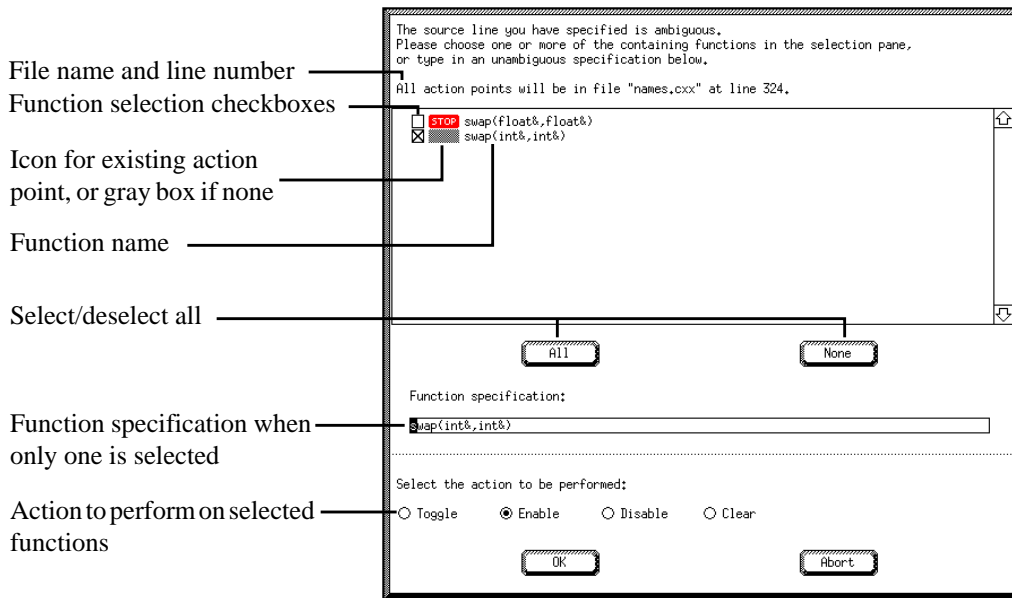 The source line you have specified is ambiguous.
Please choose one or more of the containing functions in the selection pane,
or type in an unambiguous specification below.
File name and line number
All action points will be in file "names.cxx" at line 324.
Function selection checkboxes
STOP swap(float&,float&)
swap(int&,int&)
Icon for existing action
point, or gray box if none
Function name
Select/deselect all
All None
Function specification:
Function specification when
only one is selected
swap(int&,int&)
Select the action to be performed:
Action to perform on selected
functions
Toggle Enable Disable Clear
OK Abort